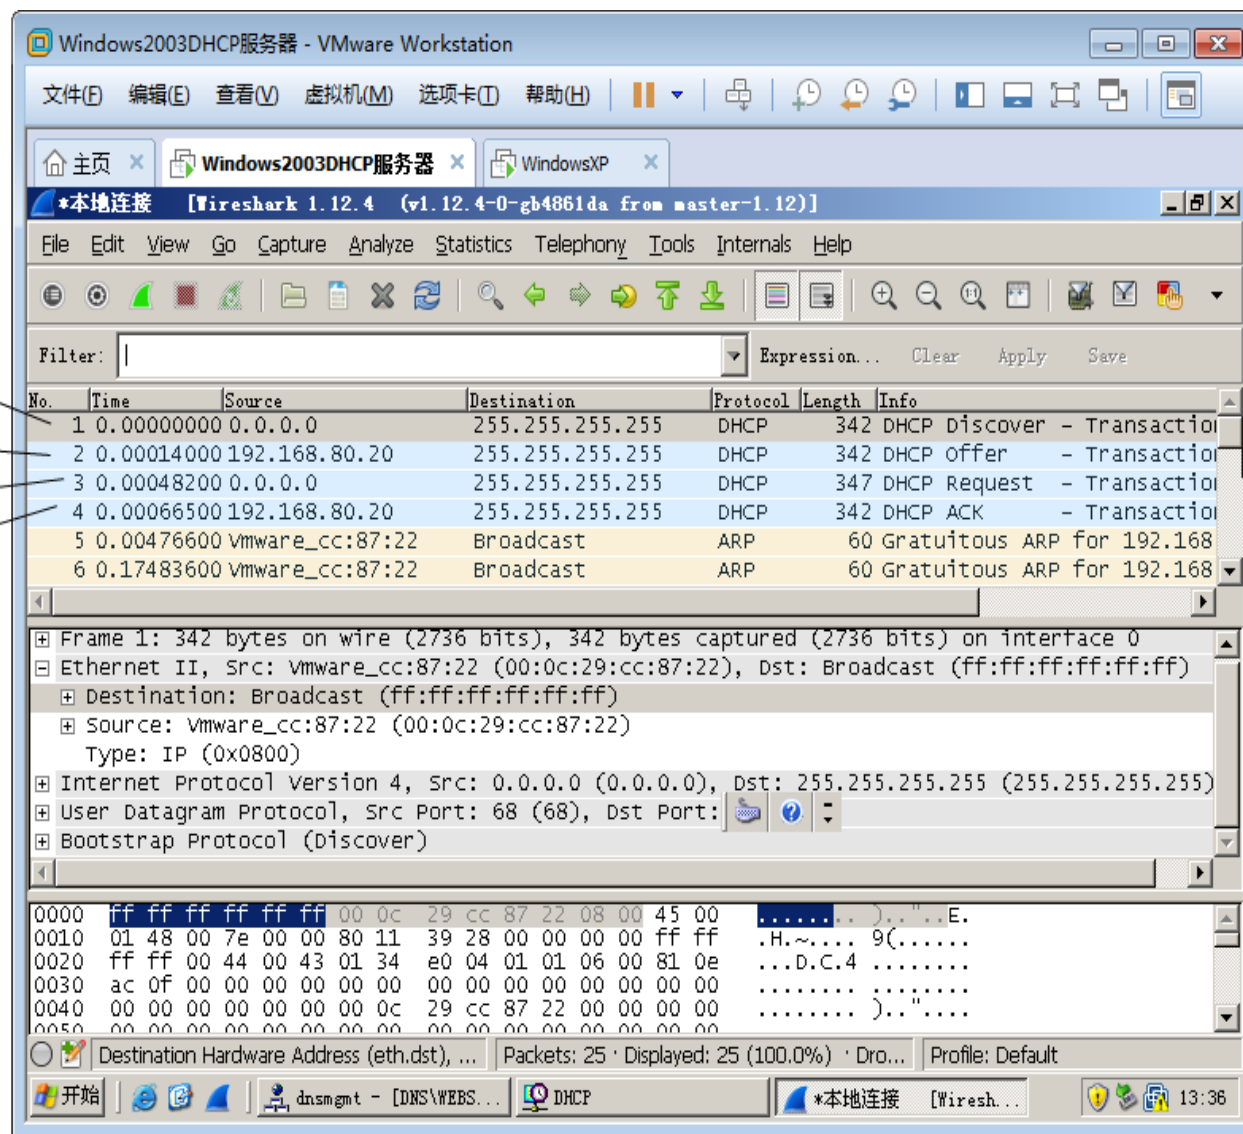 Windows2003DHCP服务器 - VMware Workstation
文件(F) 编辑(E) 查看(V) 虚拟机(M) 选项卡(T) 帮助(H)
主页 Windows2003DHCP服务器 WindowsXP
*本地连接 [Wireshark 1.12.4 (v1.12.4-0-gb4861da from master-1.12)]
File Edit View Go Capture Analyze Statistics Telephony Tools Internals Help
Filter: Expression... Clear Apply Save
No. Time Source Destination Protocol Length Info
1 0.00000000 0.0.0.0 255.255.255.255 DHCP 342 DHCP Discover - Transactio
2 0.00014000 192.168.80.20 255.255.255.255 DHCP 342 DHCP Offer - Transactio
3 0.00048200 0.0.0.0 255.255.255.255 DHCP 347 DHCP Request - Transactio
4 0.00066500 192.168.80.20 255.255.255.255 DHCP 342 DHCP ACK - Transactio
5 0.00476600 Vmware_cc:87:22 Broadcast ARP 60 Gratuitous ARP for 192.168
6 0.17483600 Vmware_cc:87:22 Broadcast ARP 60 Gratuitous ARP for 192.168
Frame 1: 342 bytes on wire (2736 bits), 342 bytes captured (2736 bits) on interface 0
Ethernet II, Src: Vmware_cc:87:22 (00:0c:29:cc:87:22), Dst: Broadcast (ff:ff:ff:ff:ff:ff)
Destination: Broadcast (ff:ff:ff:ff:ff:ff)
Source: Vmware_cc:87:22 (00:0c:29:cc:87:22)
Type: IP (0x0800)
Internet Protocol Version 4, Src: 0.0.0.0 (0.0.0.0), Dst: 255.255.255.255 (255.255.255.255)
User Datagram Protocol, Src Port: 68 (68), Dst Port:
Bootstrap Protocol (Discover)
0000 ff ff ff ff ff ff 00 0c 29 cc 87 22 08 00 45 00 ........ )..."..E.
0010 01 48 00 7e 00 00 80 11 39 28 00 00 00 00 ff ff .H.~.... 9(......
0020 ff ff 00 44 00 43 01 34 e0 04 01 01 06 00 81 0e ...D.C.4 ........
0030 ac 0f 00 00 00 00 00 00 00 00 00 00 00 00 00 00 ........ ........
0040 00 00 00 00 00 00 00 0c 29 cc 87 22 00 00 00 00 ........ ).."....
0050 00 00 00 00 00 00 00 00 00 00 00 00 00 00 00 00
Destination Hardware Address (eth.dst), ... Packets: 25 · Displayed: 25 (100.0%) · Dro... Profile: Default
开始 dnsmgmt - [DNS\WEBS... DHCP *本地连接 [Wiresh... 13:36